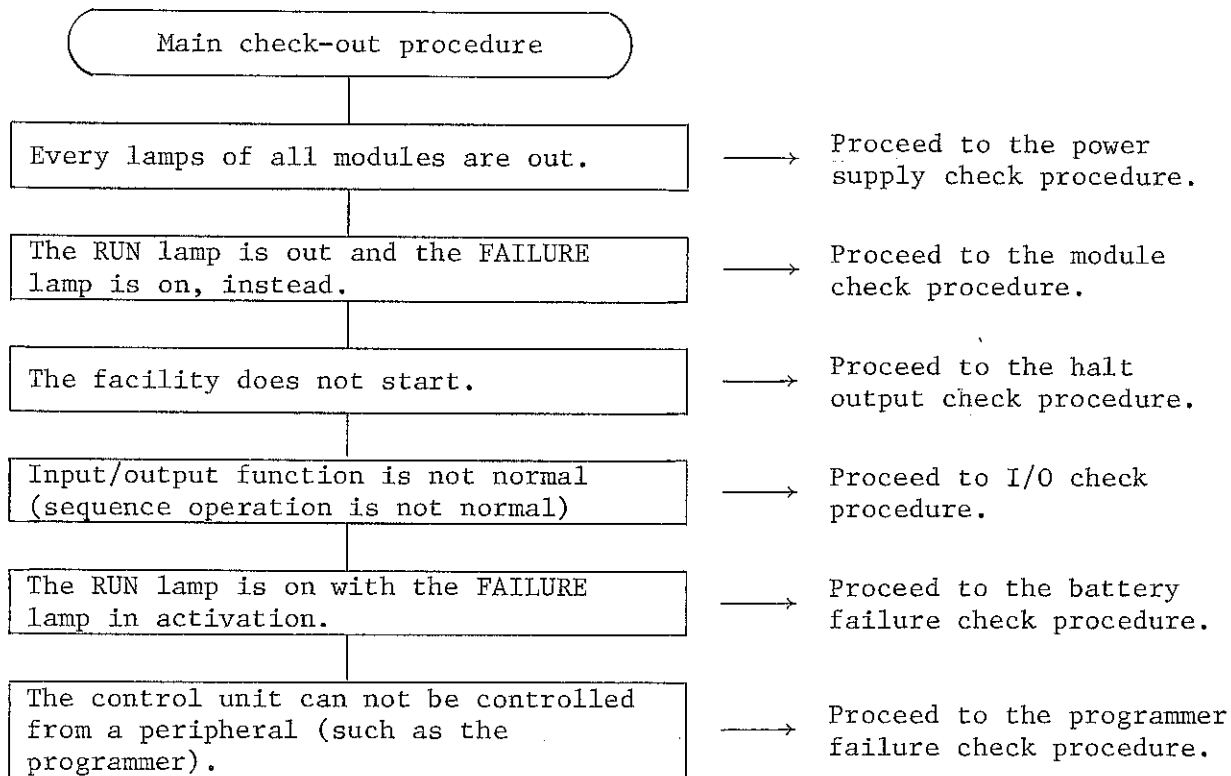 Main check-out procedure
Every lamps of all modules are out.
Proceed to the power
supply check procedure.
The RUN lamp is out and the FAILURE
lamp is on, instead.
Proceed to the module
check procedure.
The facility does not start.
Proceed to the halt
output check procedure.
Input/output function is not normal
(sequence operation is not normal)
Proceed to I/O check
procedure.
The RUN lamp is on with the FAILURE
lamp in activation.
Proceed to the battery
failure check procedure.
The control unit can not be controlled
from a peripheral (such as the
programmer).
Proceed to the programmer
failure check procedure.